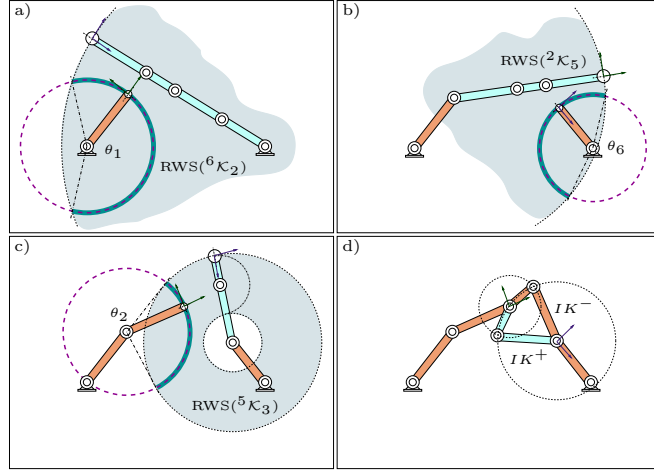 a)
θ₁
RWS(⁶𝒦₂)
b)
RWS(²𝒦₅)
θ₆
c)
θ₂
RWS(⁵𝒦₃)
d)
IK⁻
IK⁺